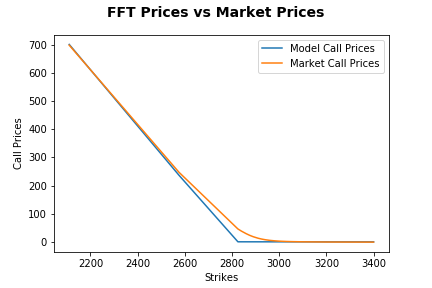 FFT Prices vs Market Prices
Model Call Prices
Market Call Prices
Call Prices
700
600
500
400
300
200
100
0
2200 2400 2600 2800 3000 3200 3400
Strikes